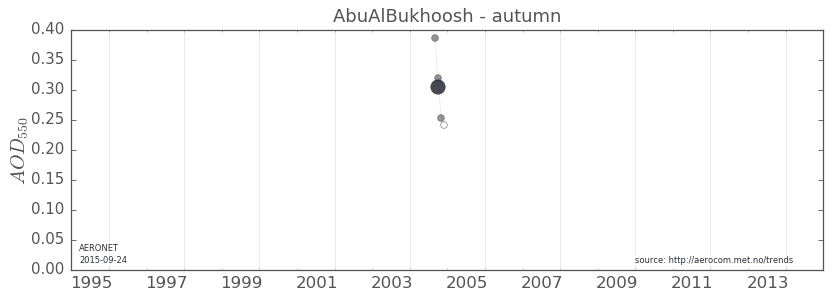 AbuAlBukhoosh - autumn
0.40
0.35
0.30
0.25
0.20
0.15
0.10
0.05
0.00
AOD550
AERONET
2015-09-24
source: http://aerocom.met.no/trends
1995 1997 1999 2001 2003 2005 2007 2009 2011 2013